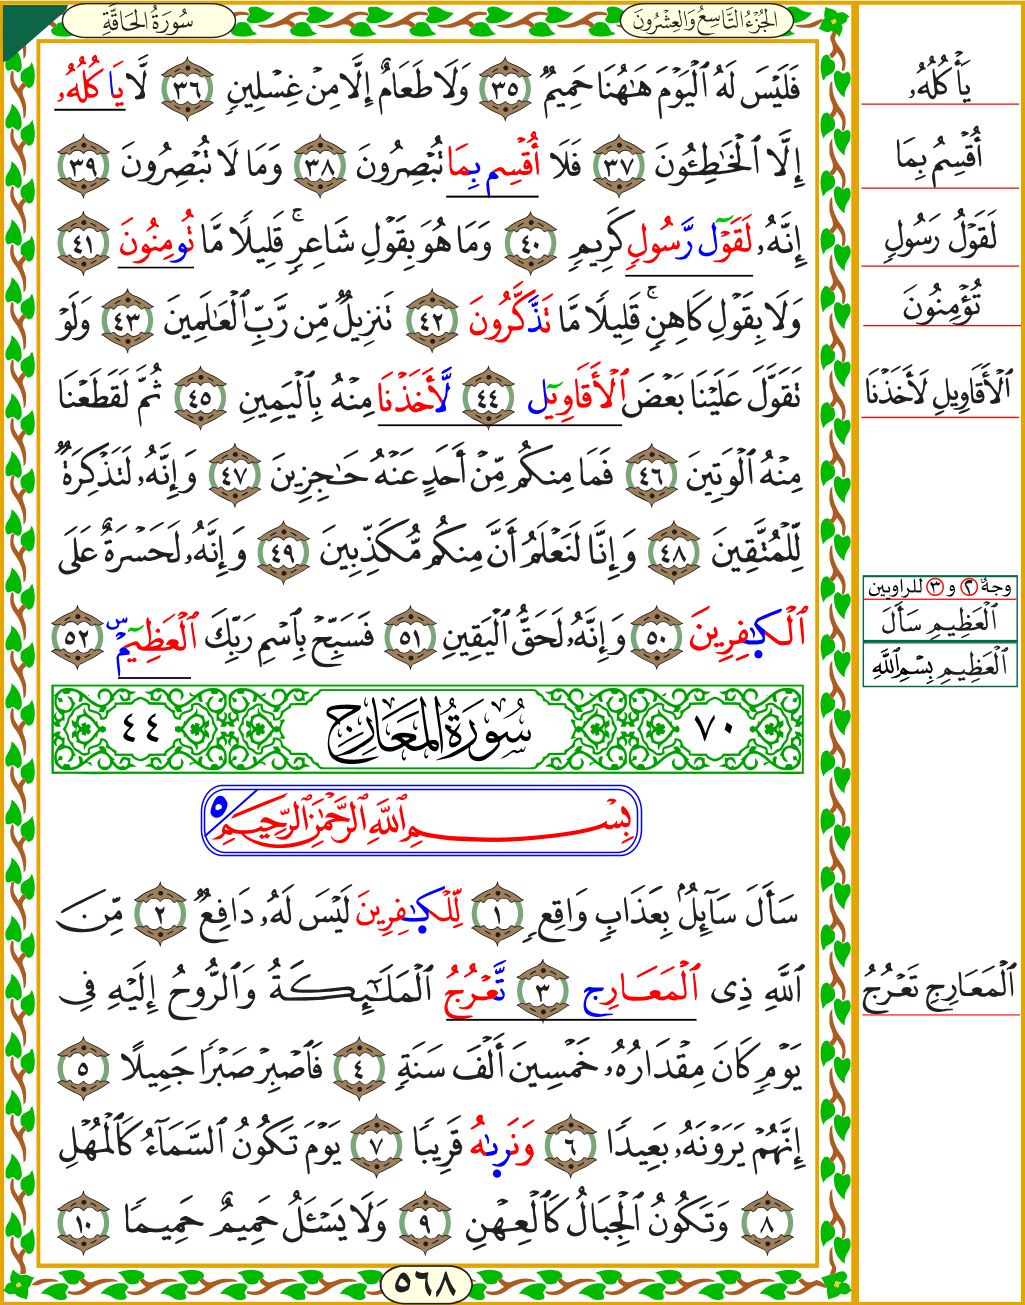 سُورَةُ الحَاقَّةِ
الجُزْءُ التَّاسِعُ وَالعِشْرُونَ
فَلَيْسَ لَهُ ٱلْيَوْمَ هَٰهُنَا حَمِيمٌ ٣٥ وَلَا طَعَامٌ إِلَّا مِنْ غِسْلِينٍ ٣٦ لَّا يَاكُلُهُۥ
إِلَّا ٱلْخَٰطِـُٔونَ ٣٧ فَلَا أُقْسِم بِمَا تُبْصِرُونَ ٣٨ وَمَا لَا تُبْصِرُونَ ٣٩
إِنَّهُۥ لَقَوْل رَّسُولٍ كَرِيمٍ ٤٠ وَمَا هُوَ بِقَوْلِ شَاعِرٍۚ قَلِيلًا مَّا تُومِنُونَ ٤١
وَلَا بِقَوْلِ كَاهِنٍۚ قَلِيلًا مَّا تَذَّكَّرُونَ ٤٢ تَنزِيلٌ مِّن رَّبِّ ٱلْعَٰلَمِينَ ٤٣ وَلَوْ
تَقَوَّلَ عَلَيْنَا بَعْضَ ٱلْأَقَاوِيل ٤٤ لَّأَخَذْنَا مِنْهُ بِٱلْيَمِينِ ٤٥ ثُمَّ لَقَطَعْنَا
مِنْهُ ٱلْوَتِينَ ٤٦ فَمَا مِنكُم مِّنْ أَحَدٍ عَنْهُ حَٰجِزِينَ ٤٧ وَإِنَّهُۥ لَتَذْكِرَةٌ
لِّلْمُتَّقِينَ ٤٨ وَإِنَّا لَنَعْلَمُ أَنَّ مِنكُم مُّكَذِّبِينَ ٤٩ وَإِنَّهُۥ لَحَسْرَةٌ عَلَى
ٱلْكَٰفِرِينَ ٥٠ وَإِنَّهُۥ لَحَقُّ ٱلْيَقِينِ ٥١ فَسَبِّحْ بِٱسْمِ رَبِّكَ ٱلْعَظِيمْ ٥٢
٧٠ سُورَةُ المَعَارِجِ ٤٤
بِسْمِ ٱللَّهِ ٱلرَّحْمَٰنِ ٱلرَّحِيمِ ٥
سَأَلَ سَآئِلٌۢ بِعَذَابٍ وَاقِعٍ ١ لِّلْكَٰفِرِينَ لَيْسَ لَهُۥ دَافِعٌ ٢ مِّنَ
ٱللَّهِ ذِى ٱلْمَعَارِج ٣ تَّعْرُجُ ٱلْمَلَٰٓئِكَةُ وَٱلرُّوحُ إِلَيْهِ فِى
يَوْمٍ كَانَ مِقْدَارُهُۥ خَمْسِينَ أَلْفَ سَنَةٍ ٤ فَٱصْبِرْ صَبْرًا جَمِيلًا ٥
إِنَّهُمْ يَرَوْنَهُۥ بَعِيدًا ٦ وَنَرىٰهُ قَرِيبًا ٧ يَوْمَ تَكُونُ ٱلسَّمَآءُ كَٱلْمُهْلِ
٨ وَتَكُونُ ٱلْجِبَالُ كَٱلْعِهْنِ ٩ وَلَا يَسْـَٔلُ حَمِيمٌ حَمِيمًا ١٠
٥٦٨
يَأْكُلُهُۥ
أُقْسِمُ بِمَا
لَقَوْلُ رَسُولٍ
تُؤْمِنُونَ
ٱلْأَقَاوِيلِ لَأَخَذْنَا
وجهٌ ٢ و ٣ للراويين
ٱلْعَظِيمِ سَأَلَ
ٱلْعَظِيمِ بِسْمِ ٱللَّهِ
ٱلْمَعَارِجِ تَعْرُجُ